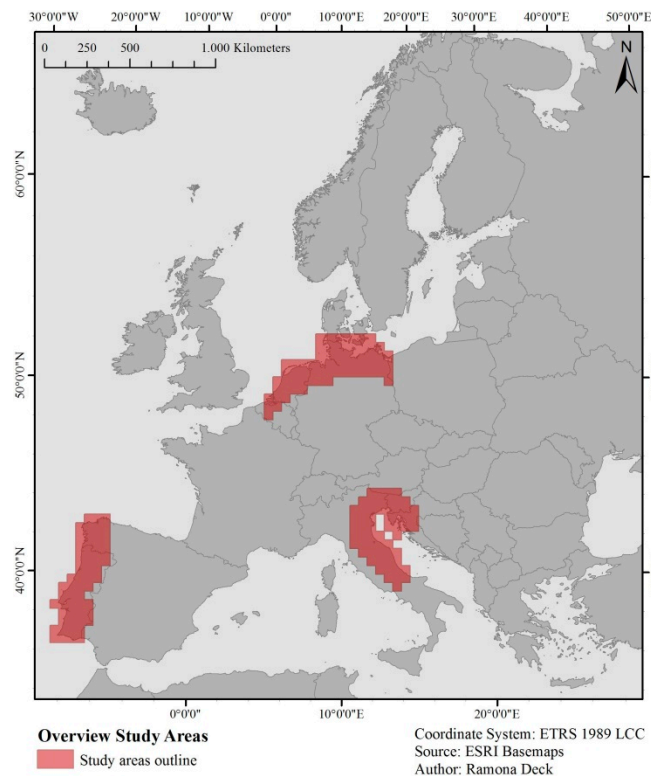 30°0'0"W 20°0'0"W 10°0'0"W 0°0'0" 10°0'0"E 20°0'0"E 30°0'0"E 40°0'0"E 50°0'0"E
0 250 500 1.000 Kilometers
N
60°0'0"N
50°0'0"N
40°0'0"N
0°0'0" 10°0'0"E 20°0'0"E
Overview Study Areas
Study areas outline
Coordinate System: ETRS 1989 LCC
Source: ESRI Basemaps
Author: Ramona Deck